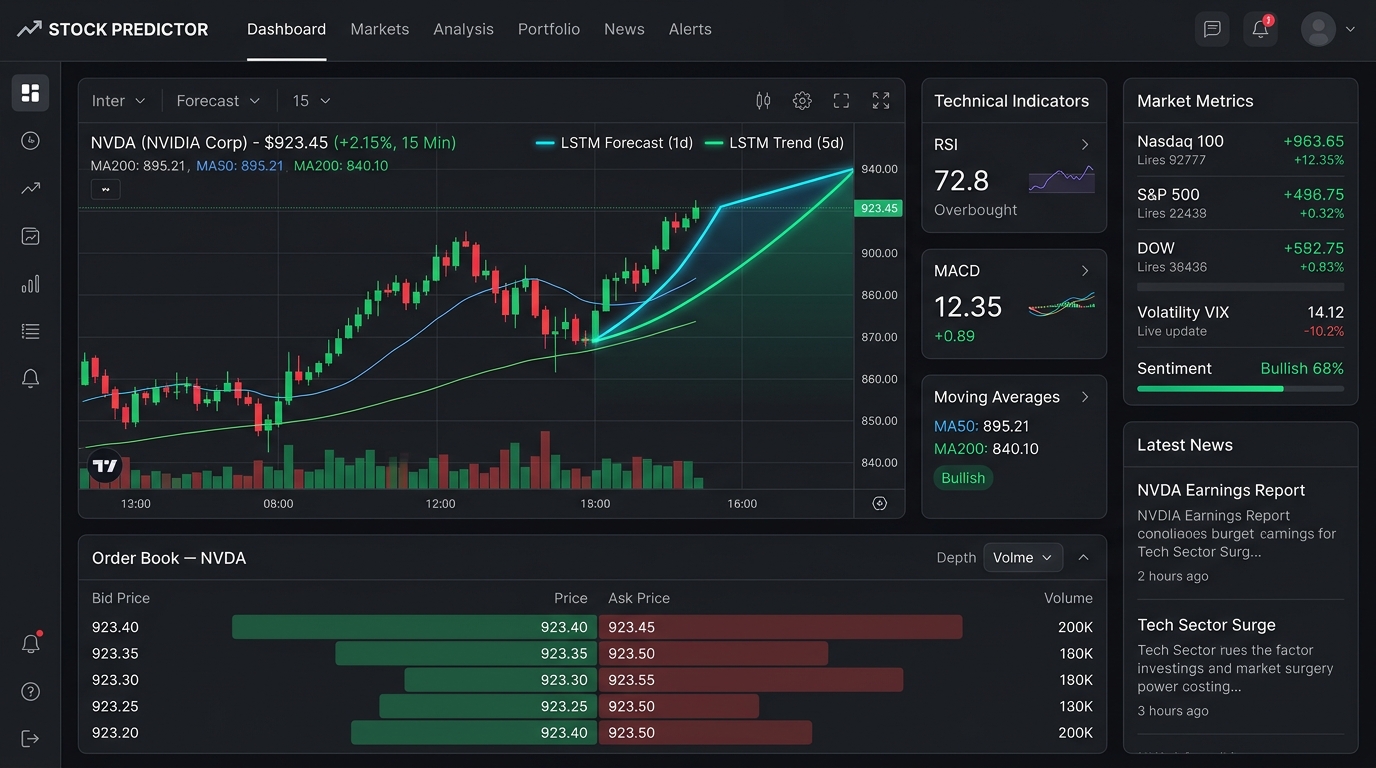 STOCK PREDICTOR
Dashboard Markets Analysis Portfolio News Alerts
Inter Forecast 15
NVDA (NVIDIA Corp) - $923.45 (+2.15%, 15 Min)
LSTM Forecast (1d) LSTM Trend (5d)
MA200: 895.21, MA50: 895.21, MA200: 840.10
940.00
923.45
900.00
860.00
870.00
860.00
850.00
840.00
13:00 08:00 12:00 18:00 16:00
Technical Indicators
RSI
72.8
Overbought
MACD
12.35
+0.89
Moving Averages
MA50: 895.21
MA200: 840.10
Bullish
Market Metrics
Nasdaq 100 +963.65
Lires 92777 +12.35%
S&P 500 +496.75
Lires 22438 +0.32%
DOW +592.75
Lires 36436 +0.83%
Volatility VIX 14.12
Live update -10.2%
Sentiment Bullish 68%
Latest News
NVDA Earnings Report
NVDIA Earnings Report
burget earnings for
Tech Sector Surg...
2 hours ago
Tech Sector Surge
Tech Sector rues the factor
investings and market surgery
power costing...
3 hours ago
Order Book — NVDA
Depth Volme
Bid Price Price Ask Price Volume
923.40 923.40 923.45 200K
923.35 923.35 923.50 180K
923.30 923.30 923.55 180K
923.25 923.25 923.50 130K
923.20 923.40 923.50 200K